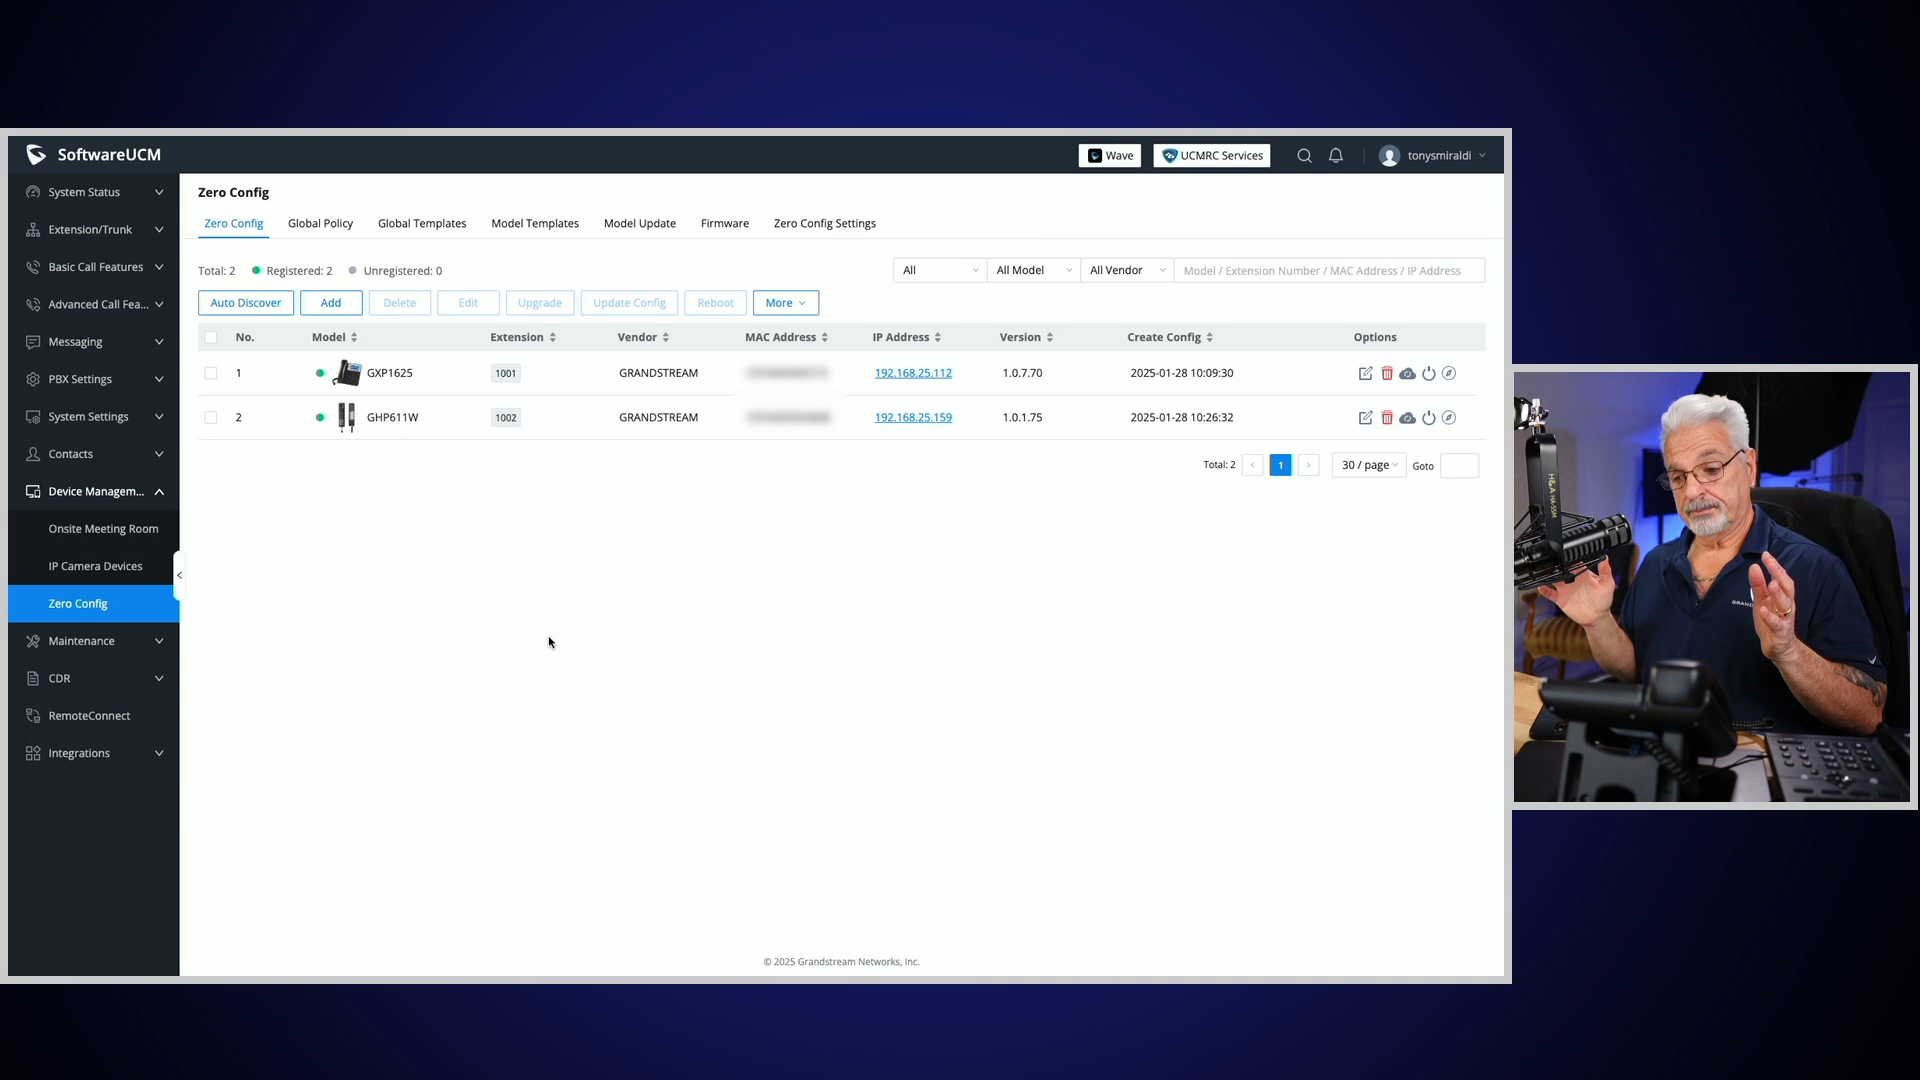 SoftwareUCM
Wave
UCMRC Services
tonysmiraldi
System Status
Extension/Trunk
Basic Call Features
Advanced Call Fea...
Messaging
PBX Settings
System Settings
Contacts
Device Managem...
Onsite Meeting Room
IP Camera Devices
Zero Config
Maintenance
CDR
RemoteConnect
Integrations
Zero Config
Zero Config Global Policy Global Templates Model Templates Model Update Firmware Zero Config Settings
Total: 2 Registered: 2 Unregistered: 0
All All Model All Vendor Model / Extension Number / MAC Address / IP Address
Auto Discover Add Delete Edit Upgrade Update Config Reboot More
No. Model Extension Vendor MAC Address IP Address Version Create Config Options
1 GXP1625 1001 GRANDSTREAM 192.168.25.112 1.0.7.70 2025-01-28 10:09:30
2 GHP611W 1002 GRANDSTREAM 192.168.25.159 1.0.1.75 2025-01-28 10:26:32
Total: 2 < 1 > 30 / page Goto
© 2025 Grandstream Networks, Inc.
H&A HA-SSM
GRAND